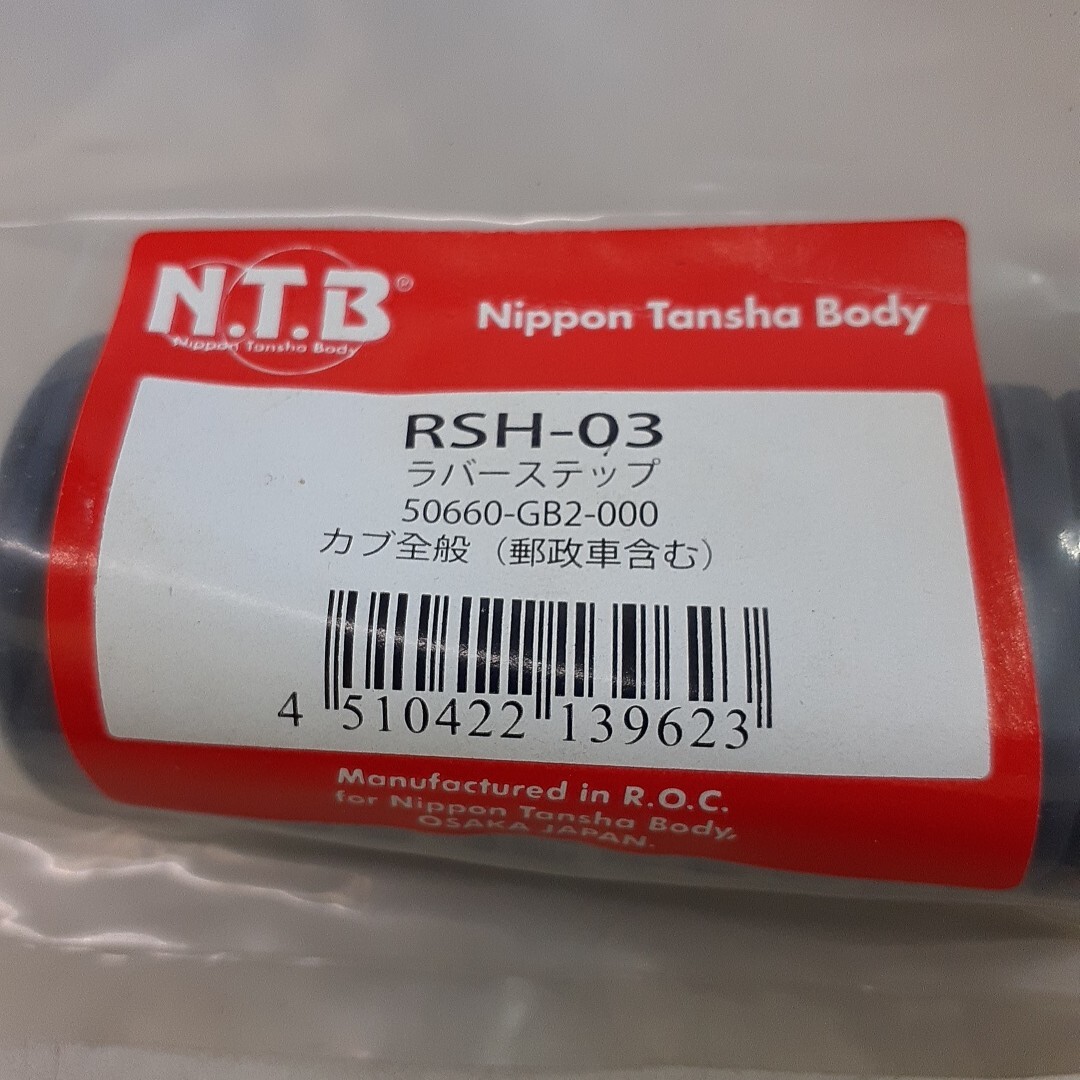 N.T.B®
Nippon Tansha Body
Nippon Tansha Body
RSH-03
ラバーステップ
50660-GB2-000
カブ全般（郵政車含む）
4 510422 139623
Manufactured in R.O.C.
for Nippon Tansha Body,
OSAKA JAPAN.